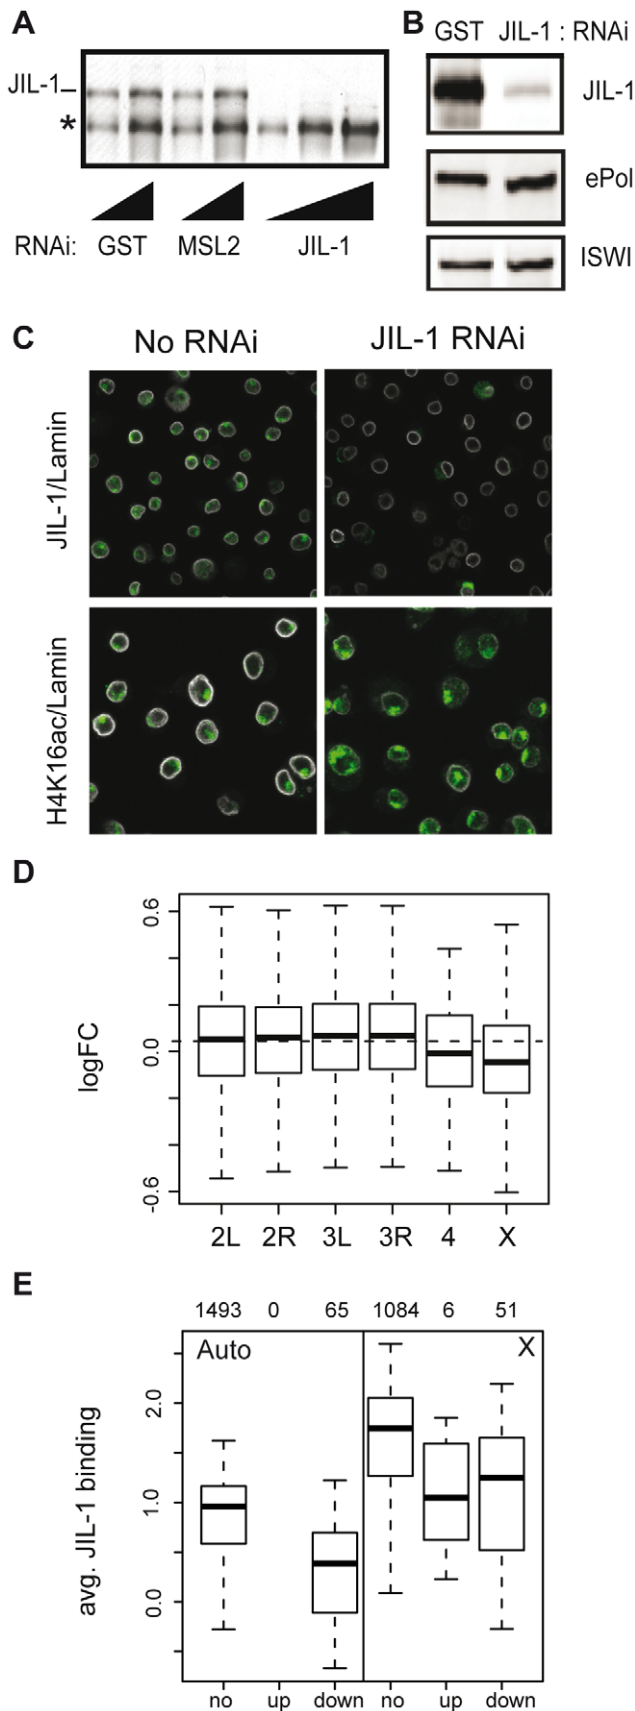 A
JIL-1
*
RNAi: GST MSL2 JIL-1
B
GST JIL-1 : RNAi
JIL-1
ePol
ISWI
C
No RNAi JIL-1 RNAi
JIL-1/Lamin
H4K16ac/Lamin
D
logFC
0.6
0.0
-0.6
2L 2R 3L 3R 4 X
E
1493 0 65 1084 6 51
Auto X
avg. JIL-1 binding
2.0
1.0
0.0
no up down no up down